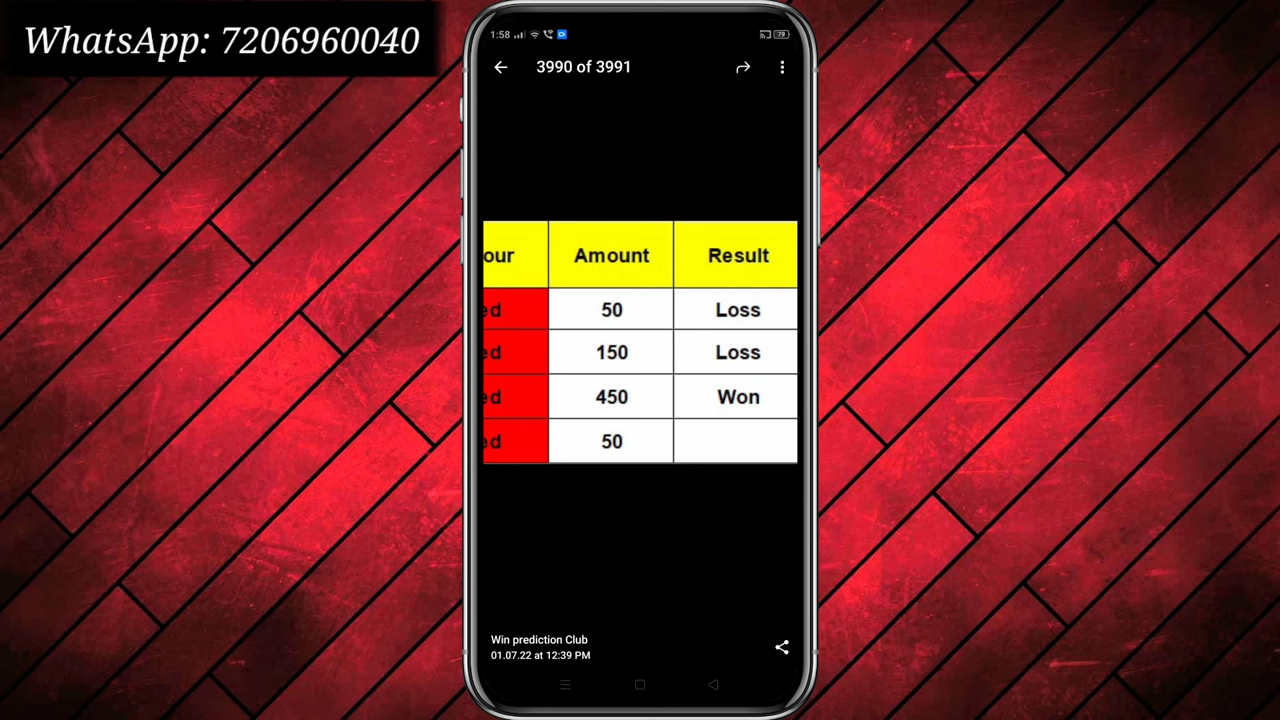 WhatsApp: 7206960040
1:58 79
3990 of 3991
our Amount Result
ed 50 Loss
ed 150 Loss
ed 450 Won
ed 50
Win prediction Club
01.07.22 at 12:39 PM